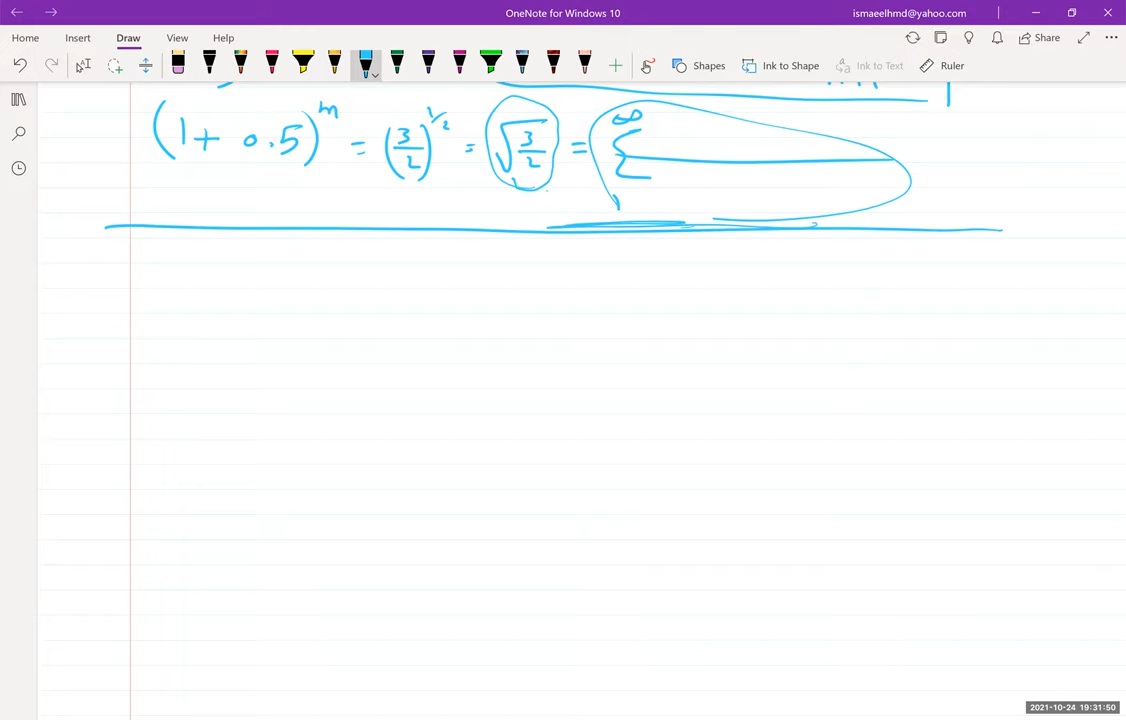 OneNote for Windows 10
ismaeelhmd@yahoo.com
Home Insert Draw View Help
Share
Shapes Ink to Shape Ink to Text Ruler
(1 + 0.5)^m = (3/2)^1/2 = √3/2 = ∞ Σ 1
2021-10-24 19:31:50